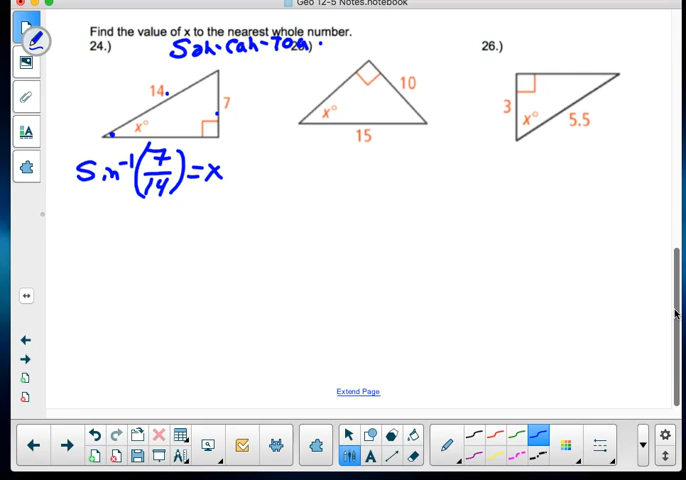 Geo 12-5 Notes.notebook
Find the value of x to the nearest whole number.
24.) Soh-Cah-Toa
26.)
14 7 x°
10 x° 15
3 x° 5.5
Sin⁻¹(7/14)=x
Extend Page